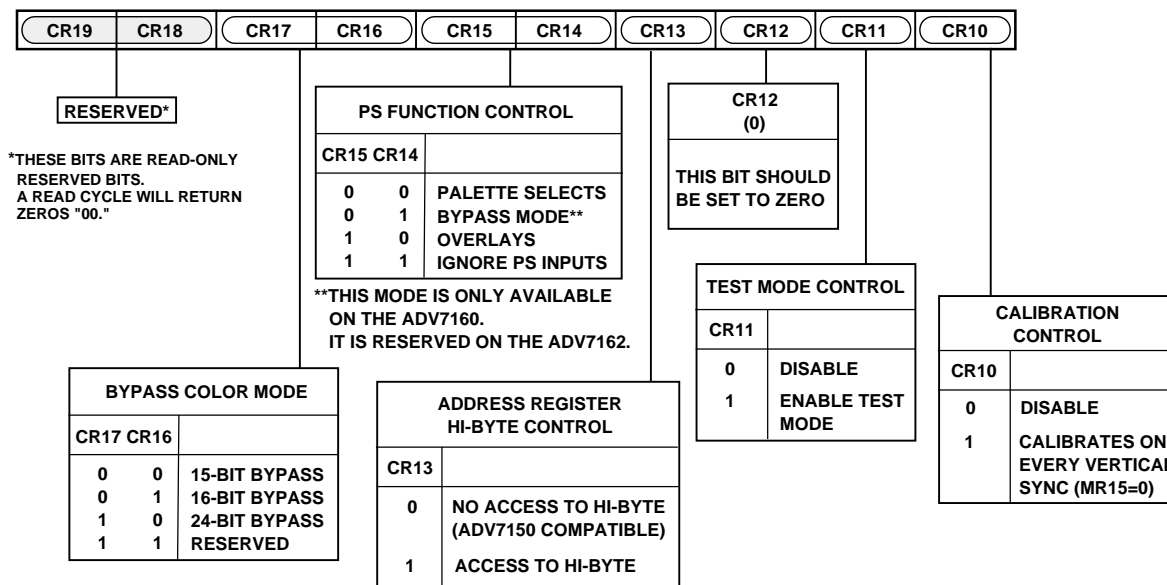 CR19 CR18 CR17 CR16 CR15 CR14 CR13 CR12 CR11 CR10
RESERVED*
*THESE BITS ARE READ-ONLY
RESERVED BITS.
A READ CYCLE WILL RETURN
ZEROS "00."
PS FUNCTION CONTROL
CR15 CR14
0 0 PALETTE SELECTS
0 1 BYPASS MODE**
1 0 OVERLAYS
1 1 IGNORE PS INPUTS
**THIS MODE IS ONLY AVAILABLE
ON THE ADV7160.
IT IS RESERVED ON THE ADV7162.
CR12
(0)
THIS BIT SHOULD
BE SET TO ZERO
TEST MODE CONTROL
CR11
0 DISABLE
1 ENABLE TEST
MODE
CALIBRATION
CONTROL
CR10
0 DISABLE
1 CALIBRATES ON
EVERY VERTICAL
SYNC (MR15=0)
BYPASS COLOR MODE
CR17 CR16
0 0 15-BIT BYPASS
0 1 16-BIT BYPASS
1 0 24-BIT BYPASS
1 1 RESERVED
ADDRESS REGISTER
HI-BYTE CONTROL
CR13
0 NO ACCESS TO HI-BYTE
(ADV7150 COMPATIBLE)
1 ACCESS TO HI-BYTE